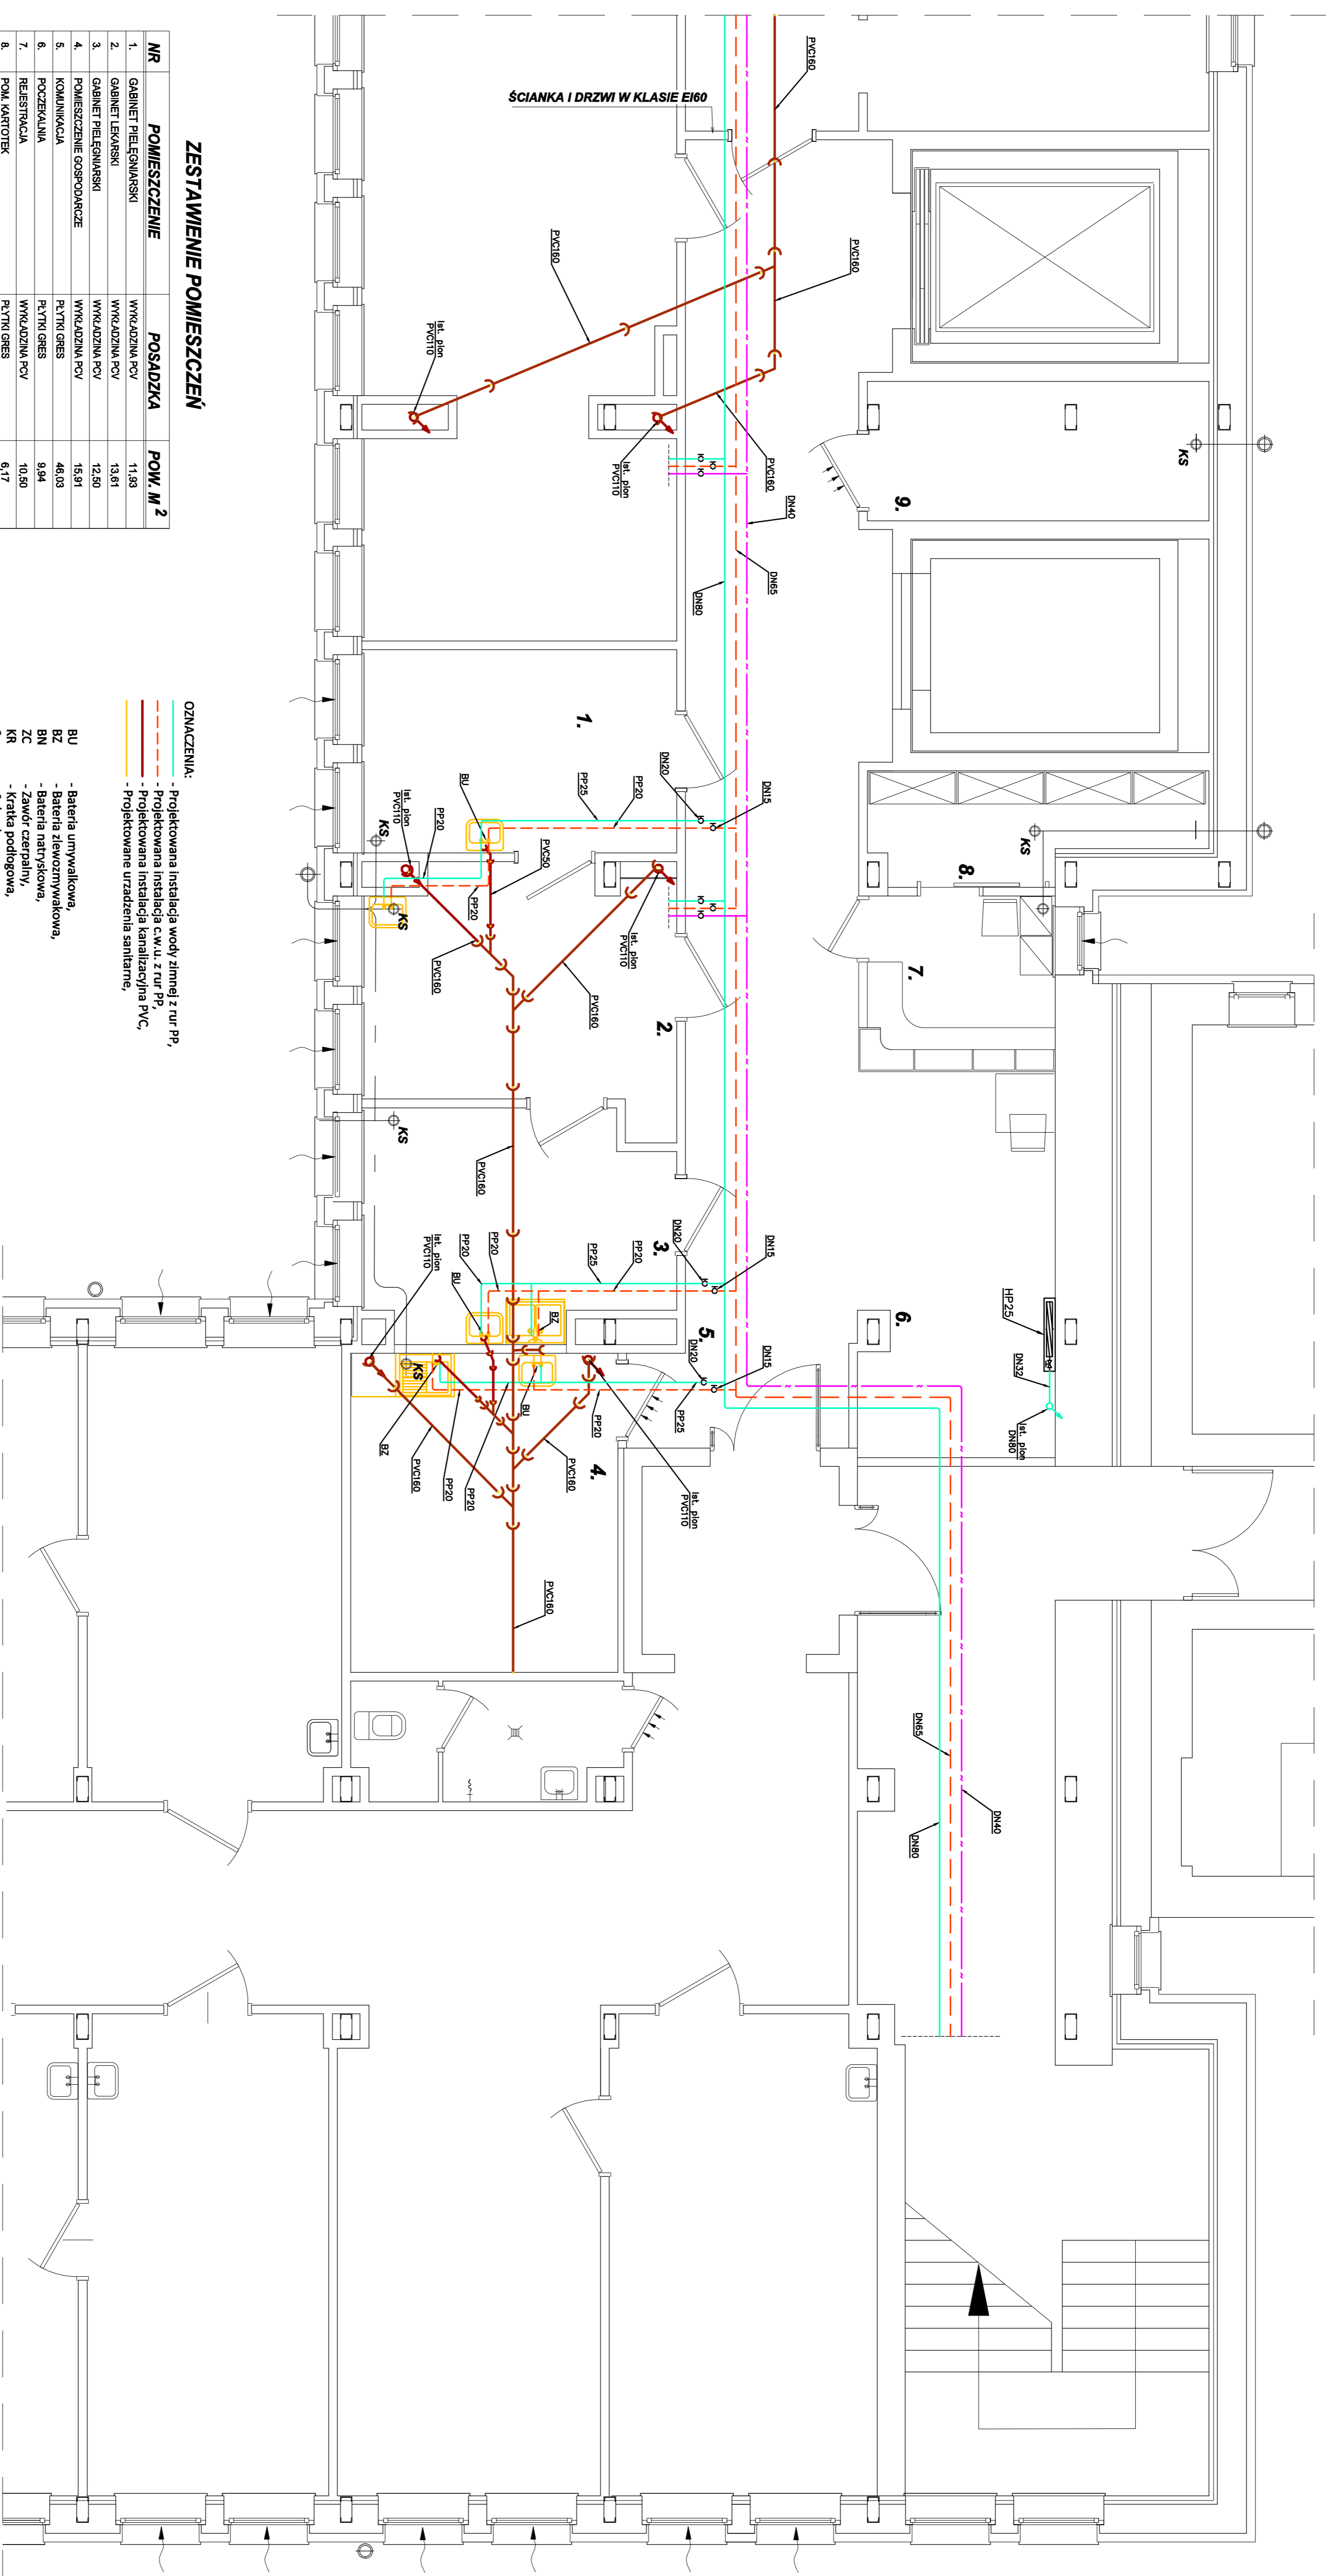 ŚCIANKA I DRZWI W KLASIE EI60
PVC160
PVC160
PVC160
Ist. pion
PVC110
PVC160
Ist. pion
PVC110
DN40
DN65
DN80
KS
9.
KS
8.
7.
1.
DN20
DN15
PP25
PP20
BU
Ist. pion
PVC110
PP20
PVC50
PP20
KS
KS
PVC160
Ist. pion
PVC110
PVC160
2.
KS
PVC160
3.
DN20
DN15
PP25
PP20
PP20
PP20
BU
BZ
Ist. pion
PVC110
KS
5.
DN20
DN15
PP25
PP20
BU
BZ
PVC160
PP20
PP20
PVC160
4.
Ist. pion
PVC110
PVC160
6.
HP25
DN32
Ist. pion
DN80
DN65
DN40
DN80
ZESTAWIENIE POMIESZCZEŃ
NR POMIESZCZENIE POSADZKA POW. M 2
1. GABINET PIELĘGNIARSKI WYKŁADZINA PCV 11,93
2. GABINET LEKARSKI WYKŁADZINA PCV 13,61
3. GABINET PIELĘGNIARSKI WYKŁADZINA PCV 12,50
4. POMIESZCZENIE GOSPODARCZE WYKŁADZINA PCV 15,91
5. KOMUNIKACJA PŁYTKI GRES 46,03
6. POCZEKALNIA PŁYTKI GRES 9,94
7. REJESTRACJA WYKŁADZINA PCV 10,50
8. POM. KARTOTEK PŁYTKI GRES 6,17
OZNACZENIA:
- Projektowana instalacja wody zimnej z rur PP,
- Projektowana instalacja c.w.u. z rur PP,
- Projektowana instalacja kanalizacyjna PVC,
- Projektowane urządzenia sanitarne,
BU - Bateria umywalkowa,
BZ - Bateria zlewozmywakowa,
BN - Bateria natryskowa,
ZC - Zawór czerpalny,
KR - Kratka podłogowa,